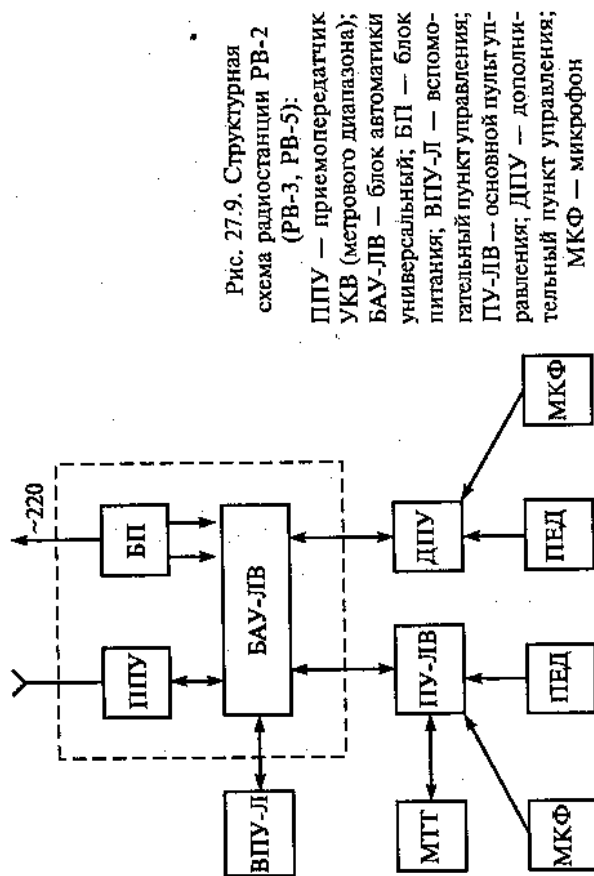 Рис. 27.9. Структурная
схема радиостанции РВ-2
(РВ-3, РВ-5):
ППУ — приемопередатчик
УКВ (метрового диапазона);
БАУ-ЛВ — блок автоматики
универсальный; БП — блок
питания; ВПУ-Л — вспомо-
гательный пункт управления;
ПУ-ЛВ — основной пульт уп-
равления; ДПУ — дополни-
тельный пункт управления;
МКФ — микрофон
~220
ППУ
БП
БАУ-ЛВ
ВПУ-Л
ПУ-ЛВ
ДПУ
МТТ
МКФ
ПЕД
ПЕД
МКФ